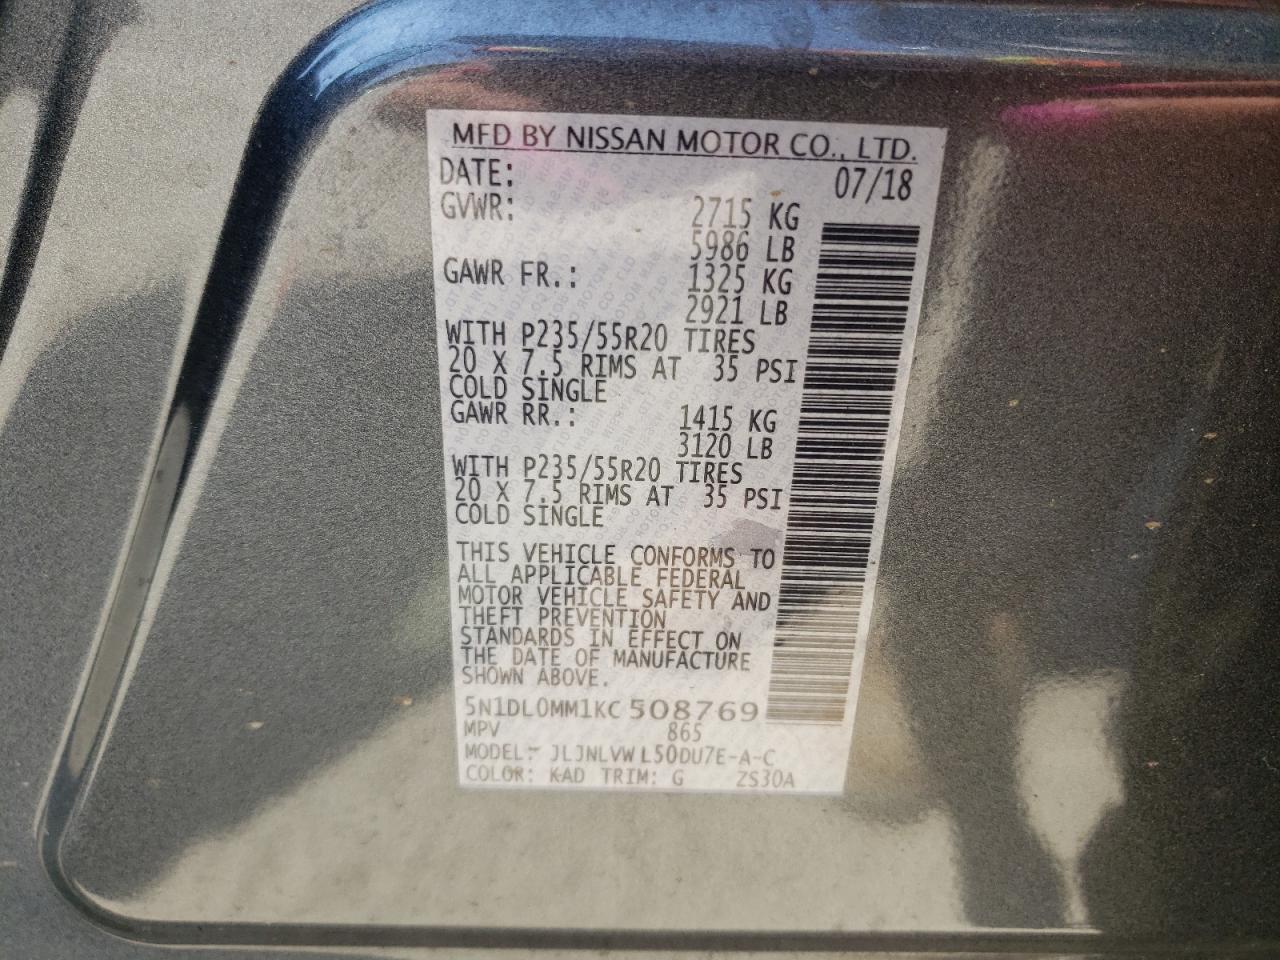 MFD BY NISSAN MOTOR CO., LTD.
DATE: 07/18
GVWR: 2715 KG
5986 LB
GAWR FR.: 1325 KG
2921 LB
WITH P235/55R20 TIRES
20 X 7.5 RIMS AT 35 PSI
COLD SINGLE
GAWR RR.: 1415 KG
3120 LB
WITH P235/55R20 TIRES
20 X 7.5 RIMS AT 35 PSI
COLD SINGLE
THIS VEHICLE CONFORMS TO
ALL APPLICABLE FEDERAL
MOTOR VEHICLE SAFETY AND
THEFT PREVENTION
STANDARDS IN EFFECT ON
THE DATE OF MANUFACTURE
SHOWN ABOVE.
5N1DL0MM1KC 508769
MPV 865
MODEL: JLJNLVW L50DU7E-A-C
COLOR: KAD TRIM: G ZS30A